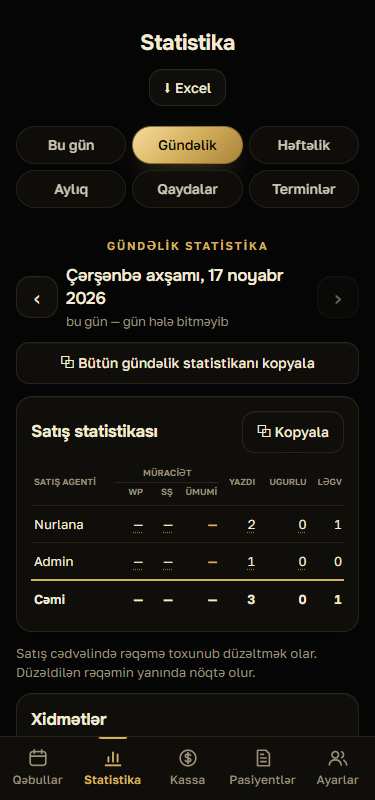 Statistika
⭳ Excel
Bu gün
Gündəlik
Həftəlik
Aylıq
Qaydalar
Terminlər
GÜNDƏLİK STATİSTİKA
‹
Çərşənbə axşamı, 17 noyabr
2026
bu gün — gün hələ bitməyib
›
Bütün gündəlik statistikanı kopyala
Satış statistikası
Kopyala
SATIŞ AGENTİ MÜRACİƏT YAZDI UGURLU LƏGV
WP SŞ ÜMUMİ
Nurlana — — — 2 0 1
Admin — — — 1 0 0
Cəmi — — — 3 0 1
Satış cədvəlində rəqəmə toxunub düzəltmək olar.
Düzəldilən rəqəmin yanında nöqtə olur.
Xidmətlər
Qəbullar Statistika Kassa Pasiyentlər Ayarlar